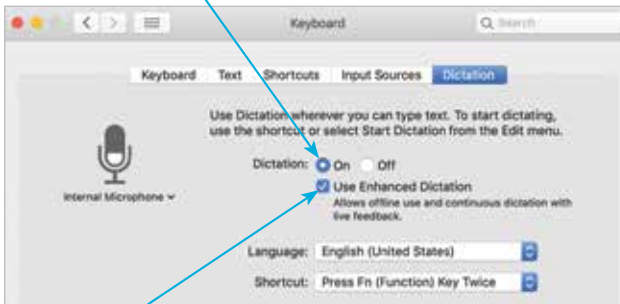 Keyboard
Search
Keyboard Text Shortcuts Input Sources Dictation
Use Dictation wherever you can type text. To start dictating,
use the shortcut or select Start Dictation from the Edit menu.
Dictation: On Off
Internal Microphone
Use Enhanced Dictation
Allows offline use and continuous dictation with
live feedback.
Language: English (United States)
Shortcut: Press Fn (Function) Key Twice